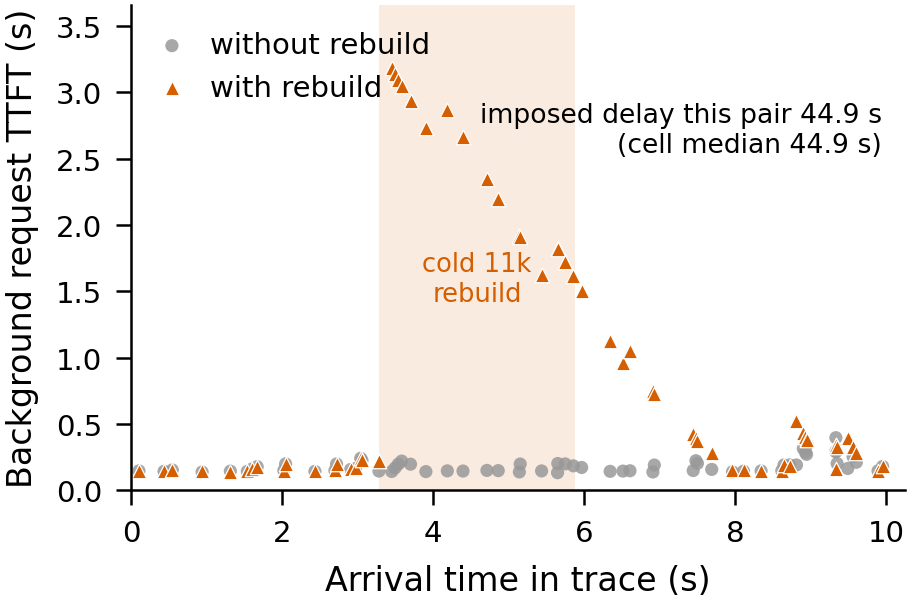 Background request TTFT (s)
3.5
3.0
2.5
2.0
1.5
1.0
0.5
0.0
without rebuild
with rebuild
imposed delay this pair 44.9 s
(cell median 44.9 s)
cold 11k
rebuild
0 2 4 6 8 10
Arrival time in trace (s)